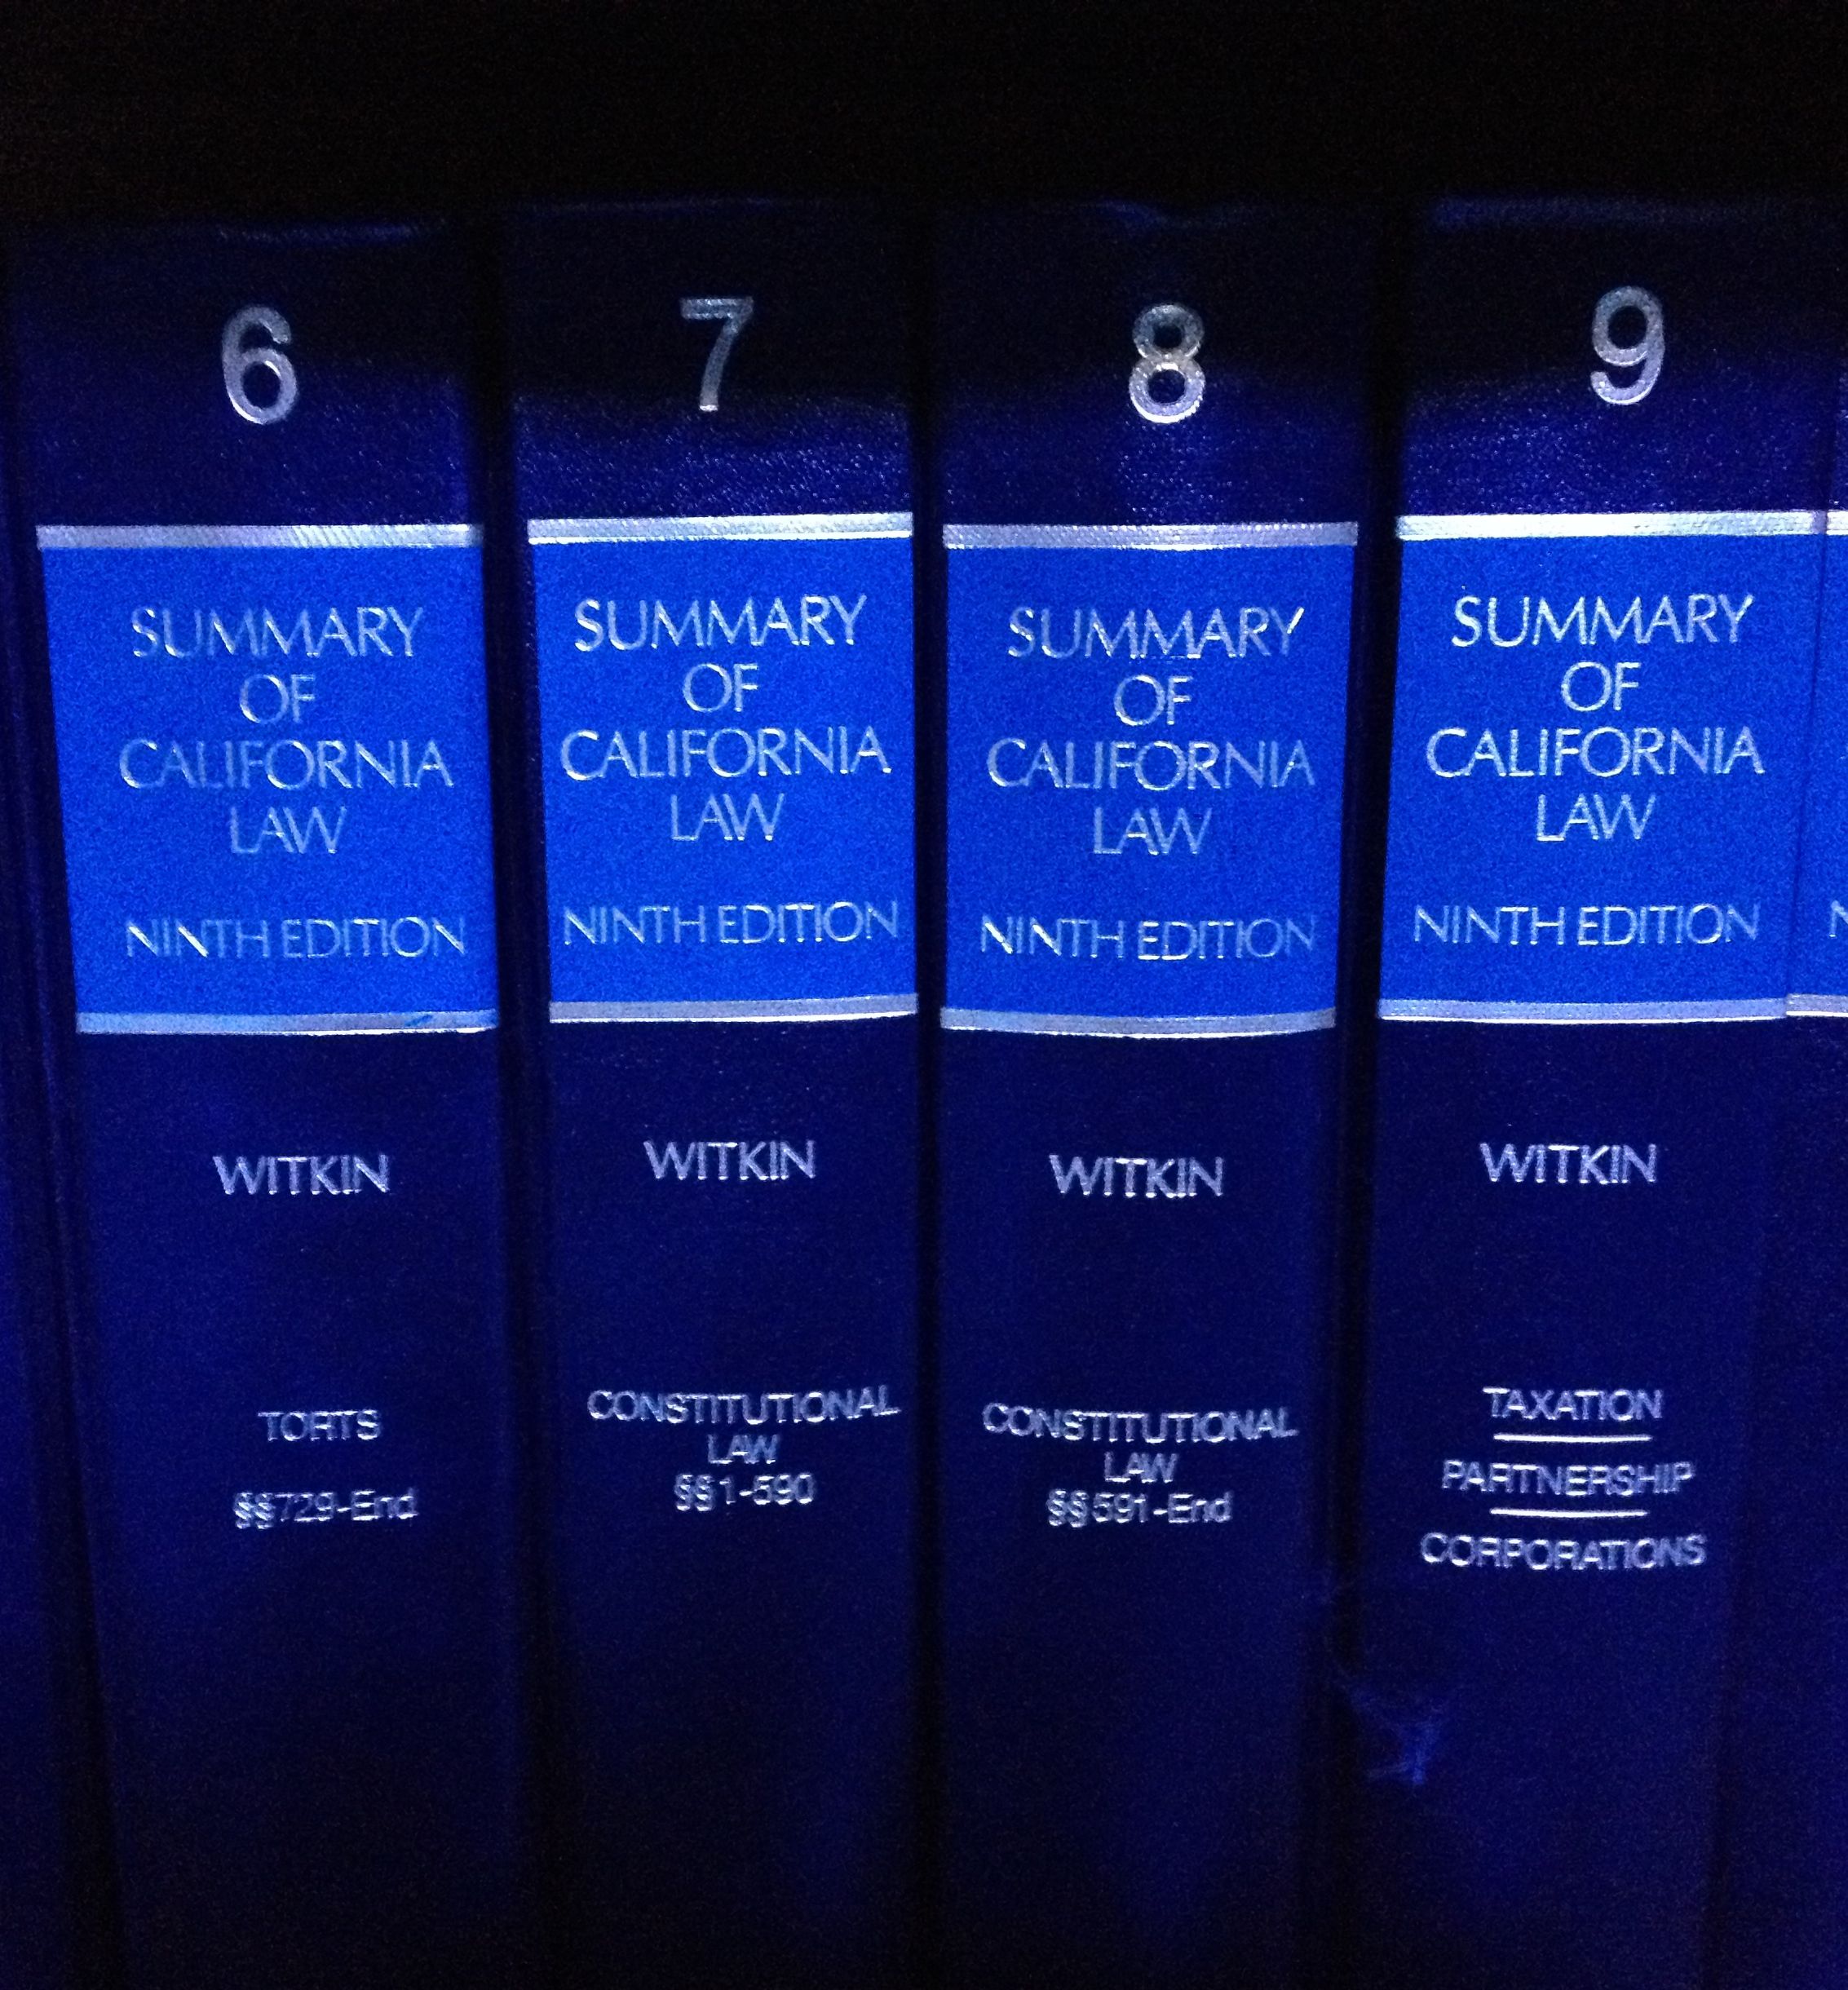 6
SUMMARY
OF
CALIFORNIA
LAW
NINTH EDITION
WITKIN
TORTS
§§729-End
7
SUMMARY
OF
CALIFORNIA
LAW
NINTH EDITION
WITKIN
CONSTITUTIONAL
LAW
§§1-590
8
SUMMARY
OF
CALIFORNIA
LAW
NINTH EDITION
WITKIN
CONSTITUTIONAL
LAW
§§591-End
9
SUMMARY
OF
CALIFORNIA
LAW
NINTH EDITION
WITKIN
TAXATION
PARTNERSHIP
CORPORATIONS